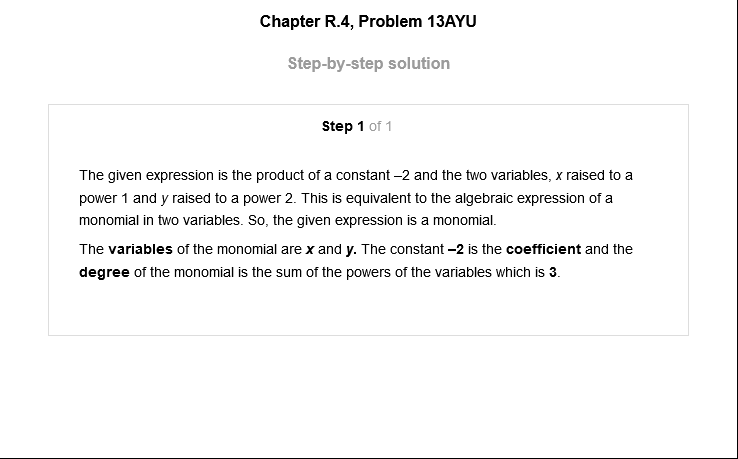 Chapter R.4, Problem 13AYU
Step-by-step solution
Step 1 of 1
The given expression is the product of a constant –2 and the two variables, x raised to a
power 1 and y raised to a power 2. This is equivalent to the algebraic expression of a
monomial in two variables. So, the given expression is a monomial.
The variables of the monomial are x and y. The constant –2 is the coefficient and the
degree of the monomial is the sum of the powers of the variables which is 3.